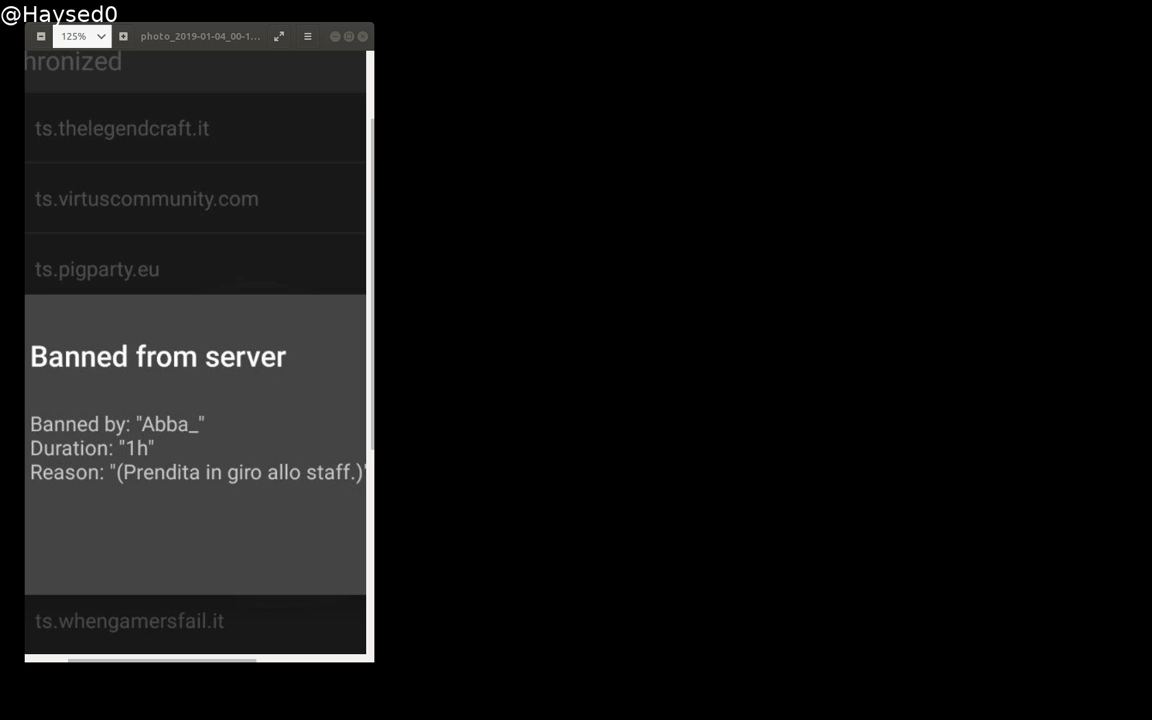 @Haysed0
125%
photo_2019-01-04_00-1...
hronized
ts.thelegendcraft.it
ts.virtuscommunity.com
ts.pigparty.eu
Banned from server
Banned by: "Abba_"
Duration: "1h"
Reason: "(Prendita in giro allo staff.)"
ts.whengamersfail.it